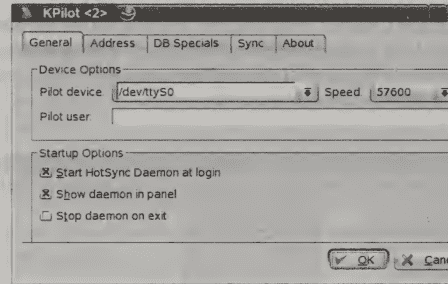 KPilot <2>
General Address DB Specials Sync About
Device Options
Pilot device: /dev/ttyS0 Speed: 57600
Pilot user:
Startup Options
Start HotSync Daemon at login
Show daemon in panel
Stop daemon on exit
OK